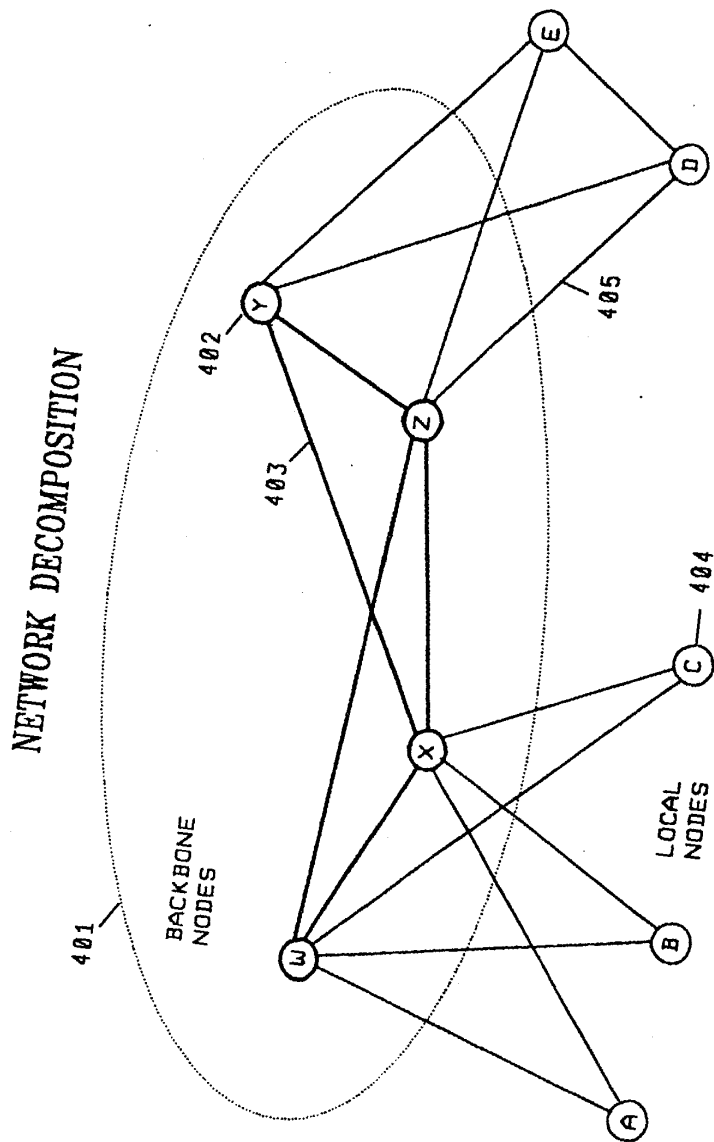 NETWORK DECOMPOSITION
401
BACKBONE
NODES
402
403
W
Y
X
Z
405
E
LOCAL
NODES
404
A
B
C
D